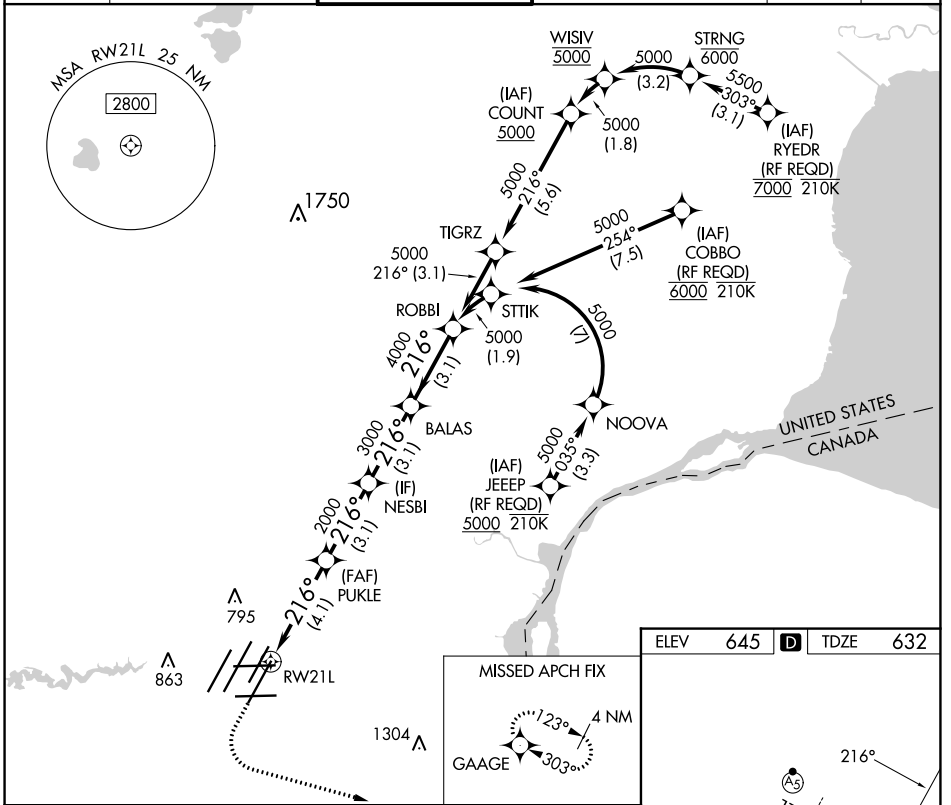 MSA RW21L 25 NM
2800
1750
WISIV
5000
STRNG
6000
5000
(3.2)
5500
303°
(3.1)
(IAF)
COUNT
5000
5000
(1.8)
(IAF)
RYEDR
(RF REQD)
7000 210K
5000
216°
(5.6)
5000
254°
(7.5)
(IAF)
COBBO
(RF REQD)
6000 210K
TIGRZ
5000
216° (3.1)
STTIK
ROBBI
5000
(1.9)
5000
(7)
4000
216°
(3.1)
BALAS
NOOVA
UNITED STATES
CANADA
3000
216°
(3.1)
(IF)
NESBI
5000
035°
(3.3)
(IAF)
JEEEP
(RF REQD)
5000 210K
2000
216°
(3.1)
(FAF)
PUKLE
216°
(4.1)
795
863
RW21L
1304
MISSED APCH FIX
123°
4 NM
303°
GAAGE
ELEV 645 D TDZE 632
216°
A5